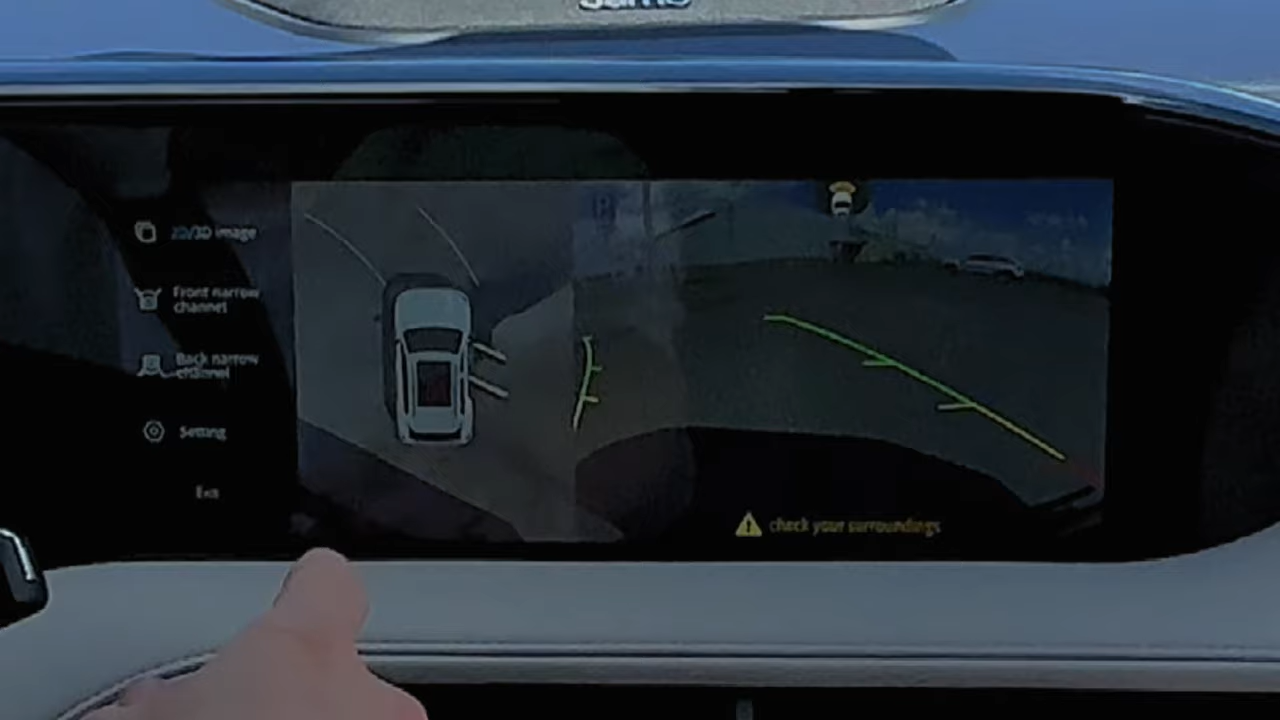 2D/3D image
Front narrow
channel
Back narrow
channel
Setting
Exit
check your surroundings